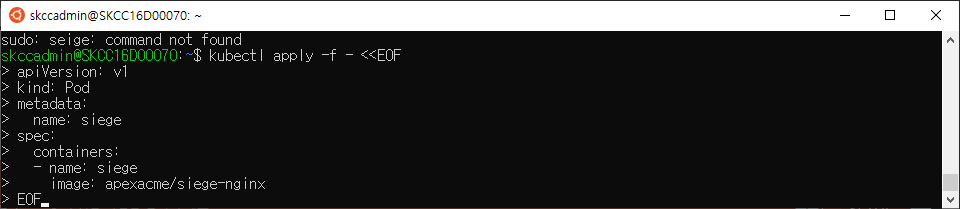 skccadmin@SKCC16D00070: ~
sudo: seige: command not found
skccadmin@SKCC16D00070:~$ kubectl apply -f - <<EOF
> apiVersion: v1
> kind: Pod
> metadata:
>   name: siege
> spec:
>   containers:
>   - name: siege
>     image: apexacme/siege-nginx
> EOF